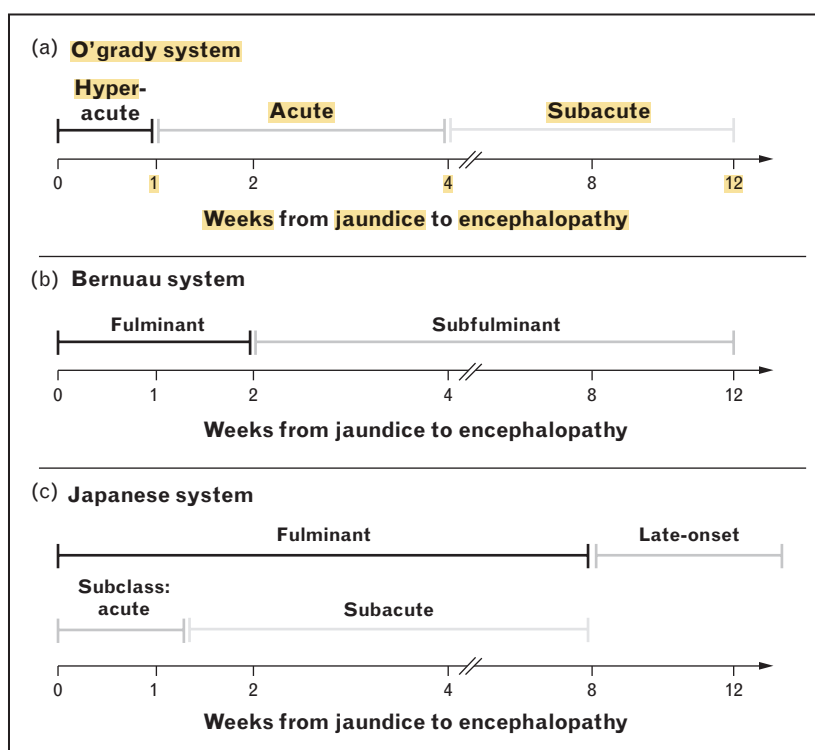 (a) O'grady system
Hyper-
acute
Acute
Subacute
0 1 2 4 8 12
Weeks from jaundice to encephalopathy
(b) Bernuau system
Fulminant
Subfulminant
0 1 2 4 8 12
Weeks from jaundice to encephalopathy
(c) Japanese system
Fulminant
Late-onset
Subclass:
acute
Subacute
0 1 2 4 8 12
Weeks from jaundice to encephalopathy